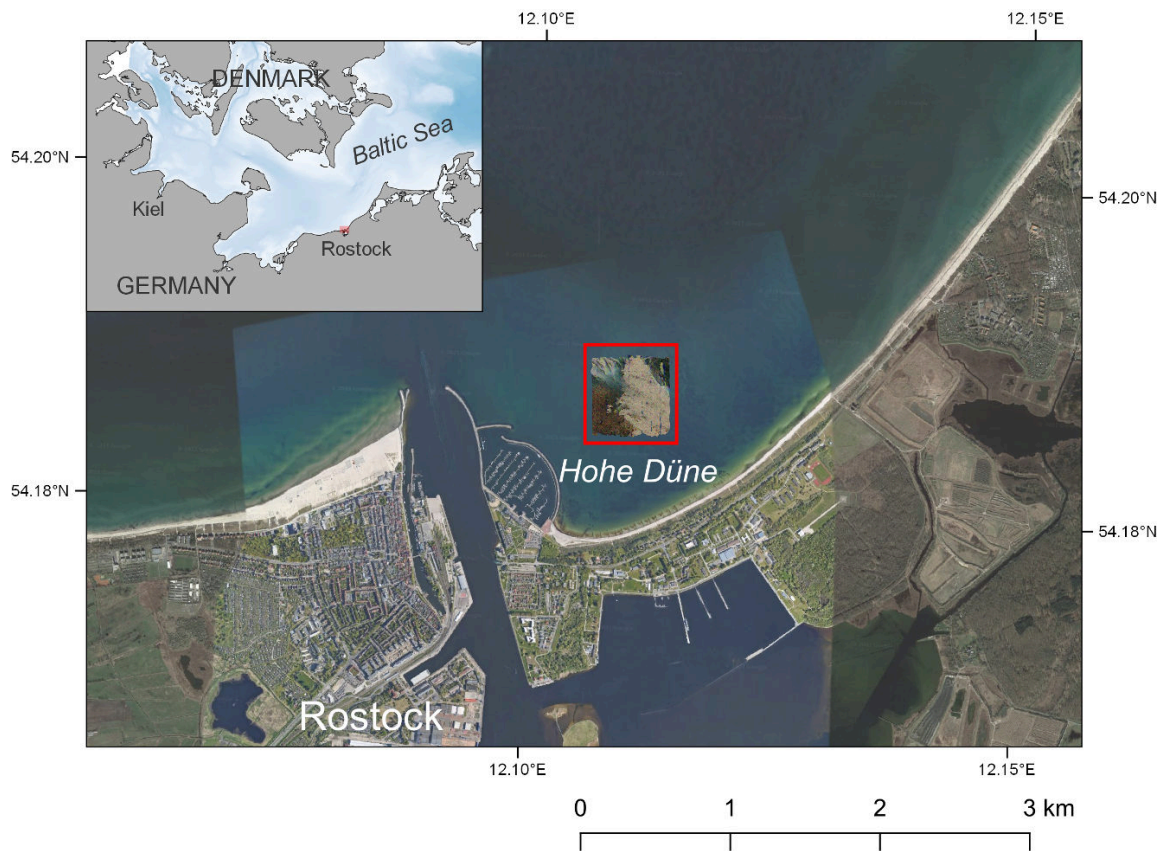 12.10°E
12.15°E
DENMARK
Baltic Sea
54.20°N
54.20°N
Kiel
Rostock
GERMANY
Hohe Düne
54.18°N
54.18°N
Rostock
12.10°E
12.15°E
0
1
2
3 km